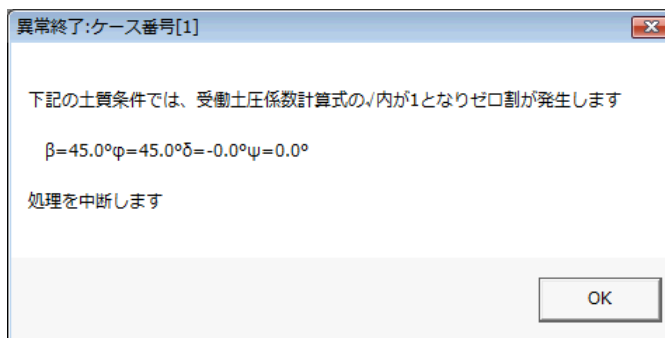 異常終了:ケース番号[1]
下記の土質条件では、受働土圧係数計算式の√内が1となりゼロ割が発生します
β=45.0°φ=45.0°δ=-0.0°ψ=0.0°
処理を中断します
OK